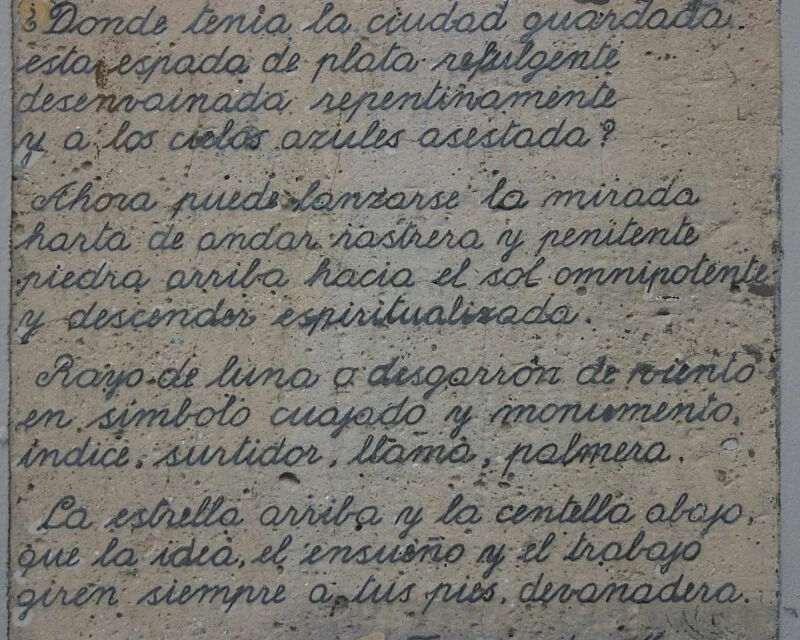 ¿Donde tenia la ciudad guardada
esta espada de plata refulgente
desenvainada repentinamente
y a los cielos azules asestada?
Ahora puede lanzarse la mirada
harta de andar rastrera y penitente
piedra arriba hacia el sol omnipotente
y descender espiritualizada.
Rayo de luna o desgarrón de viento
en símbolo cuajado y monumento,
índice, surtidor, llama, palmera.
La estrella arriba y la centella abajo,
que la idea, el ensueño y el trabajo
giren siempre a tus pies, devanadera.